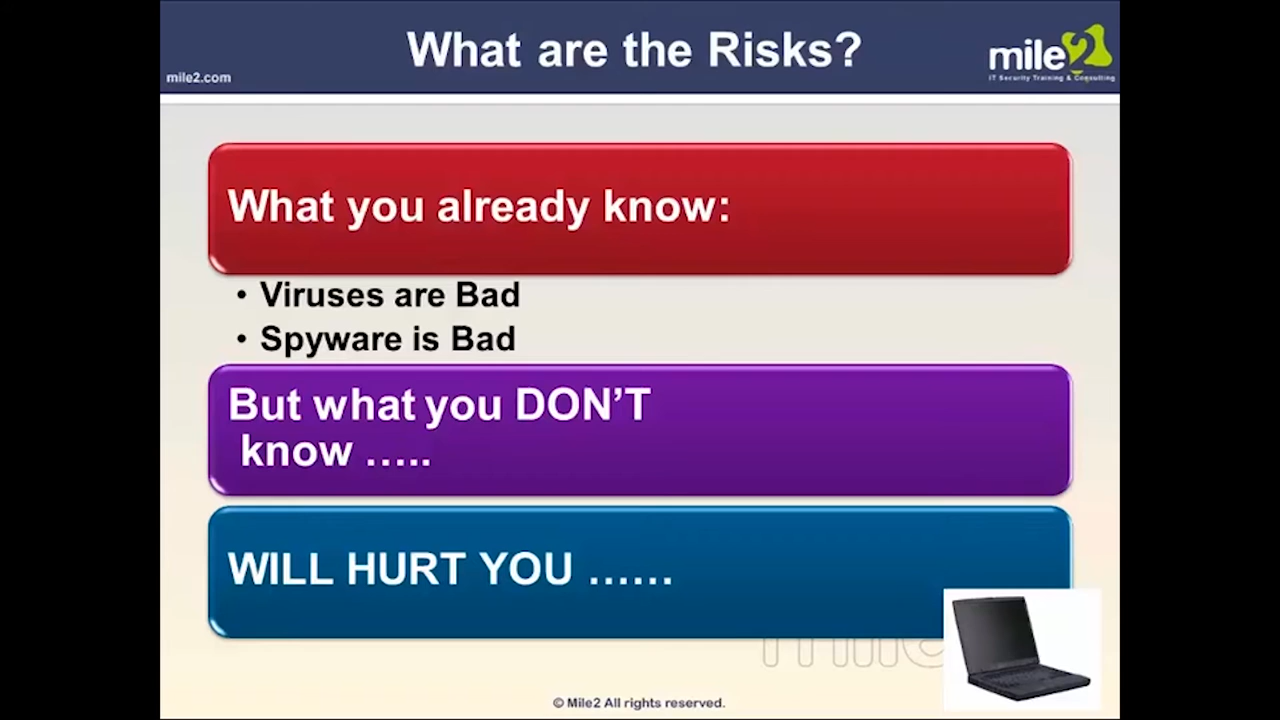 What are the Risks?
mile2.com
mile2
IT Security Training & Consulting
What you already know:
• Viruses are Bad
• Spyware is Bad
But what you DON’T
know …..
WILL HURT YOU ……
mile2
© Mile2 All rights reserved.